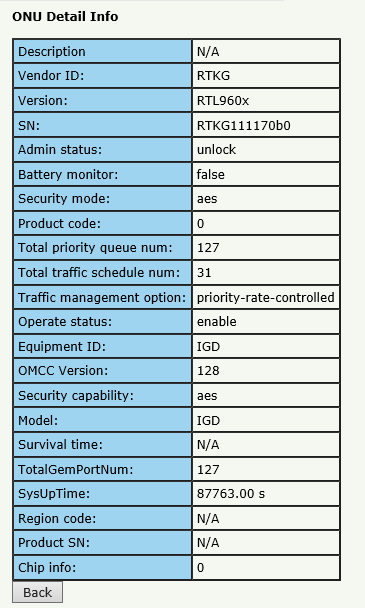 ONU Detail Info
Description N/A
Vendor ID: RTKG
Version: RTL960x
SN: RTKG111170b0
Admin status: unlock
Battery monitor: false
Security mode: aes
Product code: 0
Total priority queue num: 127
Total traffic schedule num: 31
Traffic management option: priority-rate-controlled
Operate status: enable
Equipment ID: IGD
OMCC Version: 128
Security capability: aes
Model: IGD
Survival time: N/A
TotalGemPortNum: 127
SysUpTime: 87763.00 s
Region code: N/A
Product SN: N/A
Chip info: 0
Back